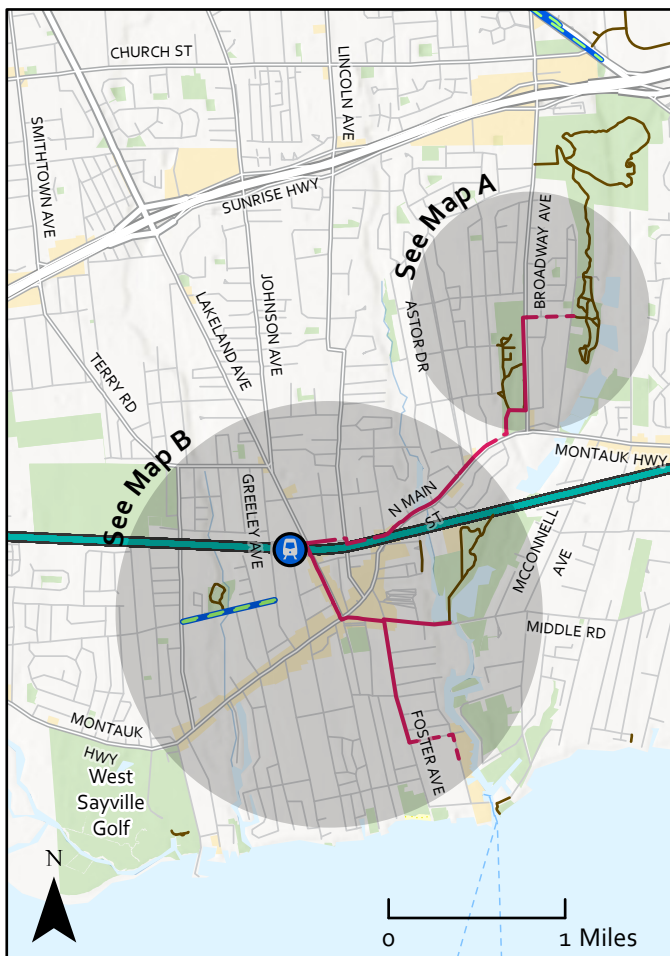 CHURCH ST
LINCOLN AVE
SMITHTOWN AVE
SUNRISE HWY
See Map A
BROADWAY AVE
LAKELAND AVE
JOHNSON AVE
ASTOR DR
TERRY RD
See Map B
GREELEY AVE
N MAIN
ST
MONTAUK HWY
MCCONNELL
AVE
MIDDLE RD
FOSTER AVE
MONTAUK
HWY
West
Sayville
Golf
N
0 1 Miles